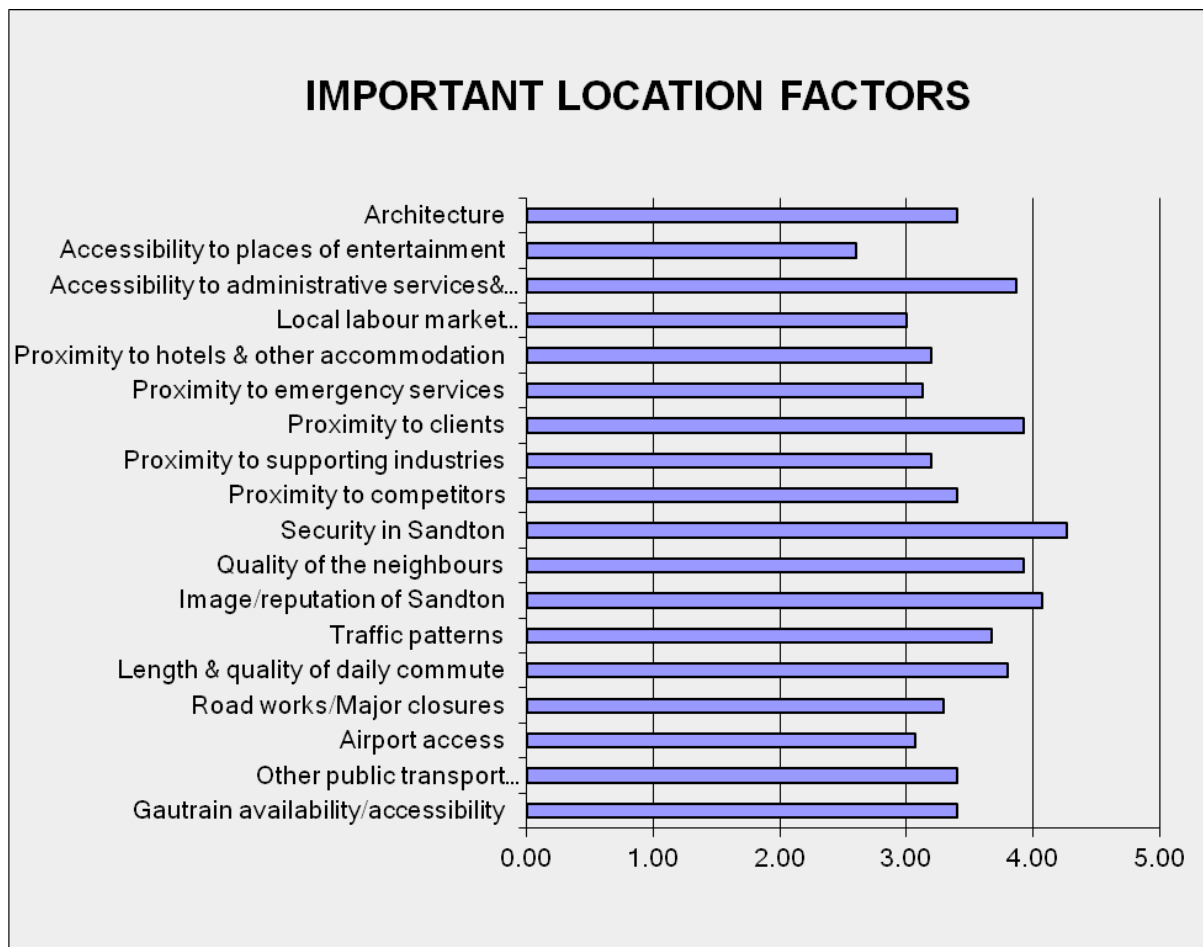 IMPORTANT LOCATION FACTORS
Architecture
Accessibility to places of entertainment
Accessibility to administrative services&...
Local labour market...
Proximity to hotels & other accommodation
Proximity to emergency services
Proximity to clients
Proximity to supporting industries
Proximity to competitors
Security in Sandton
Quality of the neighbours
Image/reputation of Sandton
Traffic patterns
Length & quality of daily commute
Road works/Major closures
Airport access
Other public transport...
Gautrain availability/accessibility
0.00 1.00 2.00 3.00 4.00 5.00